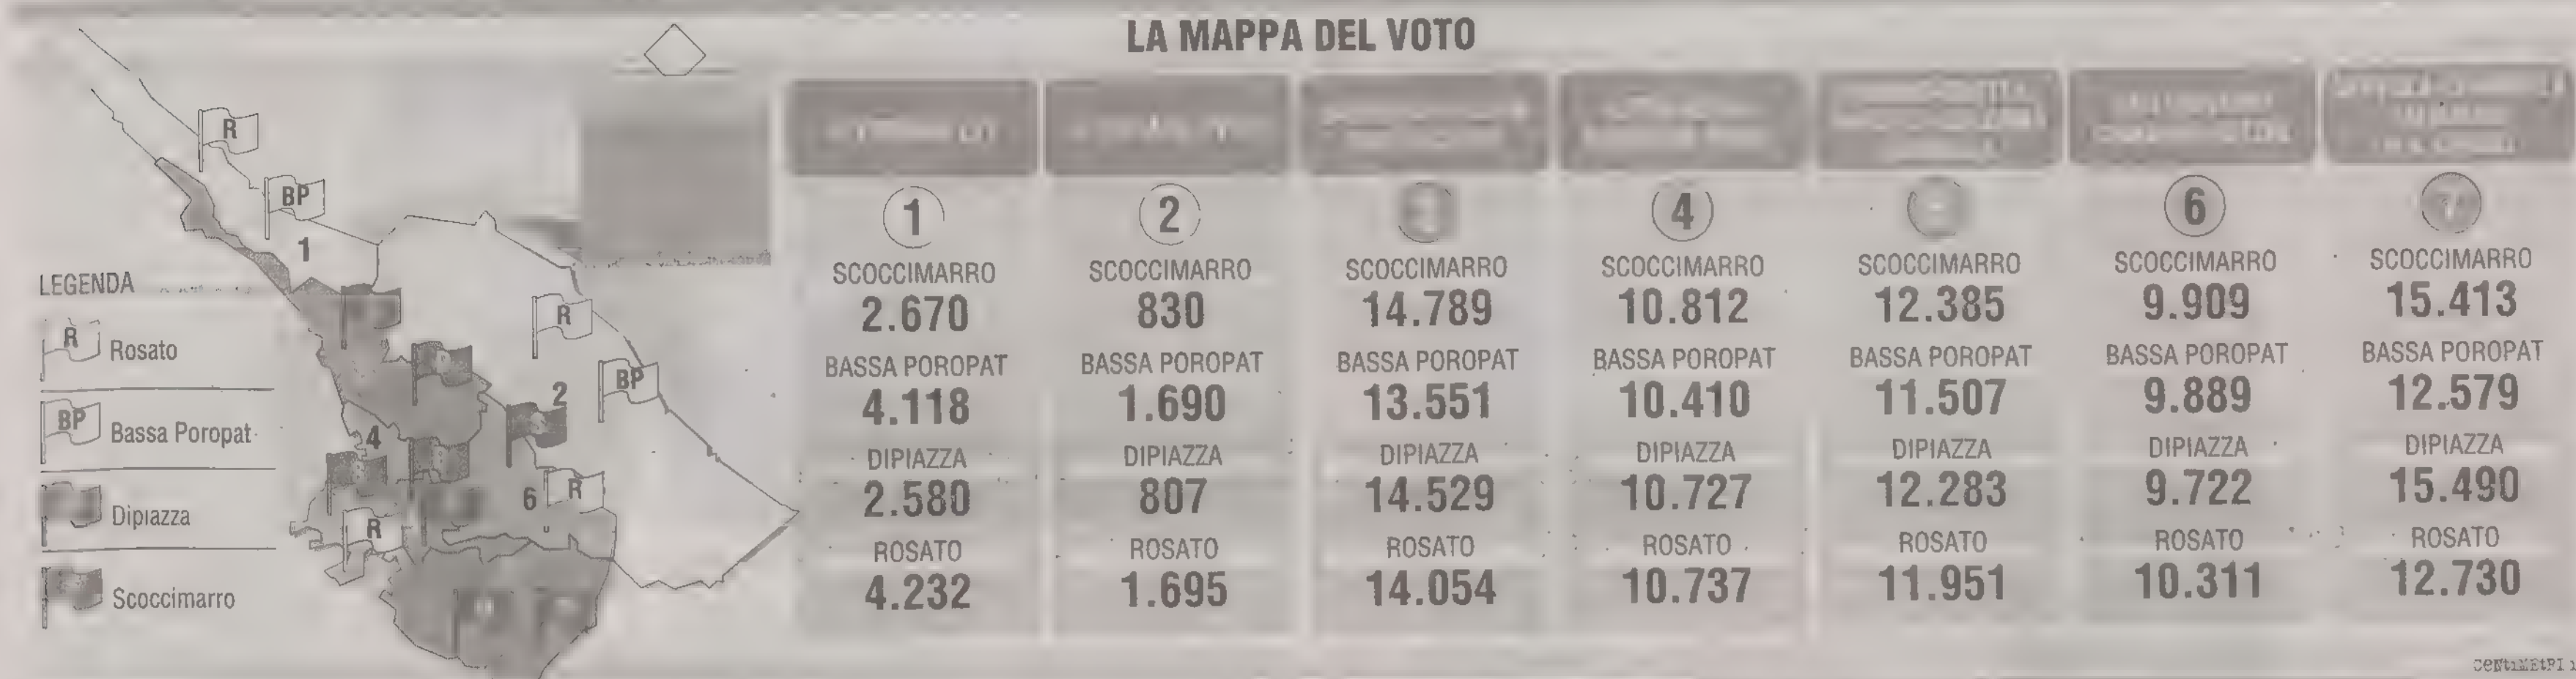 LA MAPPA DEL VOTO
R
BP
1
R
BP
2
4
6
R
R
LEGENDA
R Rosato
BP Bassa Poropat
Dipiazza
Scoccimarro
1
SCOCCIMARRO
2.670
BASSA POROPAT
4.118
DIPIAZZA
2.580
ROSATO
4.232
2
SCOCCIMARRO
830
BASSA POROPAT
1.690
DIPIAZZA
807
ROSATO
1.695
SCOCCIMARRO
14.789
BASSA POROPAT
13.551
DIPIAZZA
14.529
ROSATO
14.054
4
SCOCCIMARRO
10.812
BASSA POROPAT
10.410
DIPIAZZA
10.727
ROSATO
10.737
SCOCCIMARRO
12.385
BASSA POROPAT
11.507
DIPIAZZA
12.283
ROSATO
11.951
6
SCOCCIMARRO
9.909
BASSA POROPAT
9.889
DIPIAZZA
9.722
ROSATO
10.311
SCOCCIMARRO
15.413
BASSA POROPAT
12.579
DIPIAZZA
15.490
ROSATO
12.730
CENTIMETRI